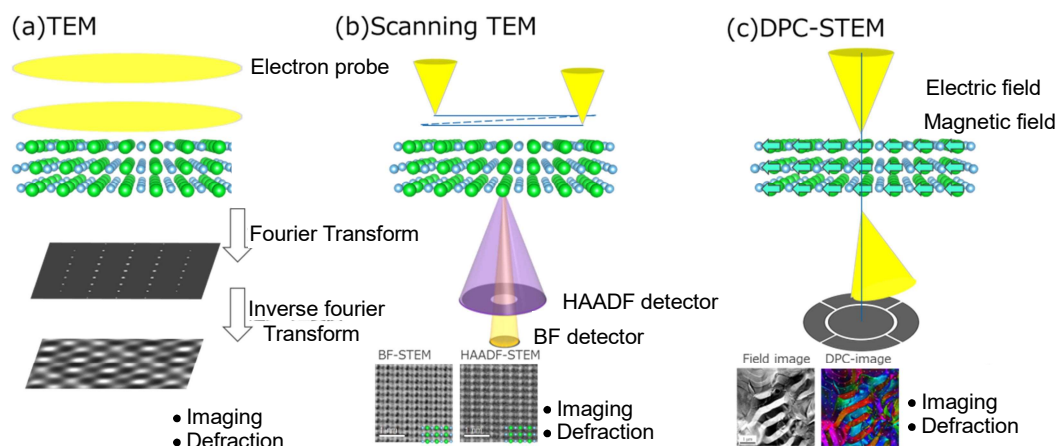 (a)TEM
Electron probe
Fourier Transform
Inverse fourier
Transform
• Imaging
• Defraction
(b)Scanning TEM
HAADF detector
BF detector
BF-STEM
HAADF-STEM
• Imaging
• Defraction
(c)DPC-STEM
Electric field
Magnetic field
Field image
DPC-image
• Imaging
• Defraction